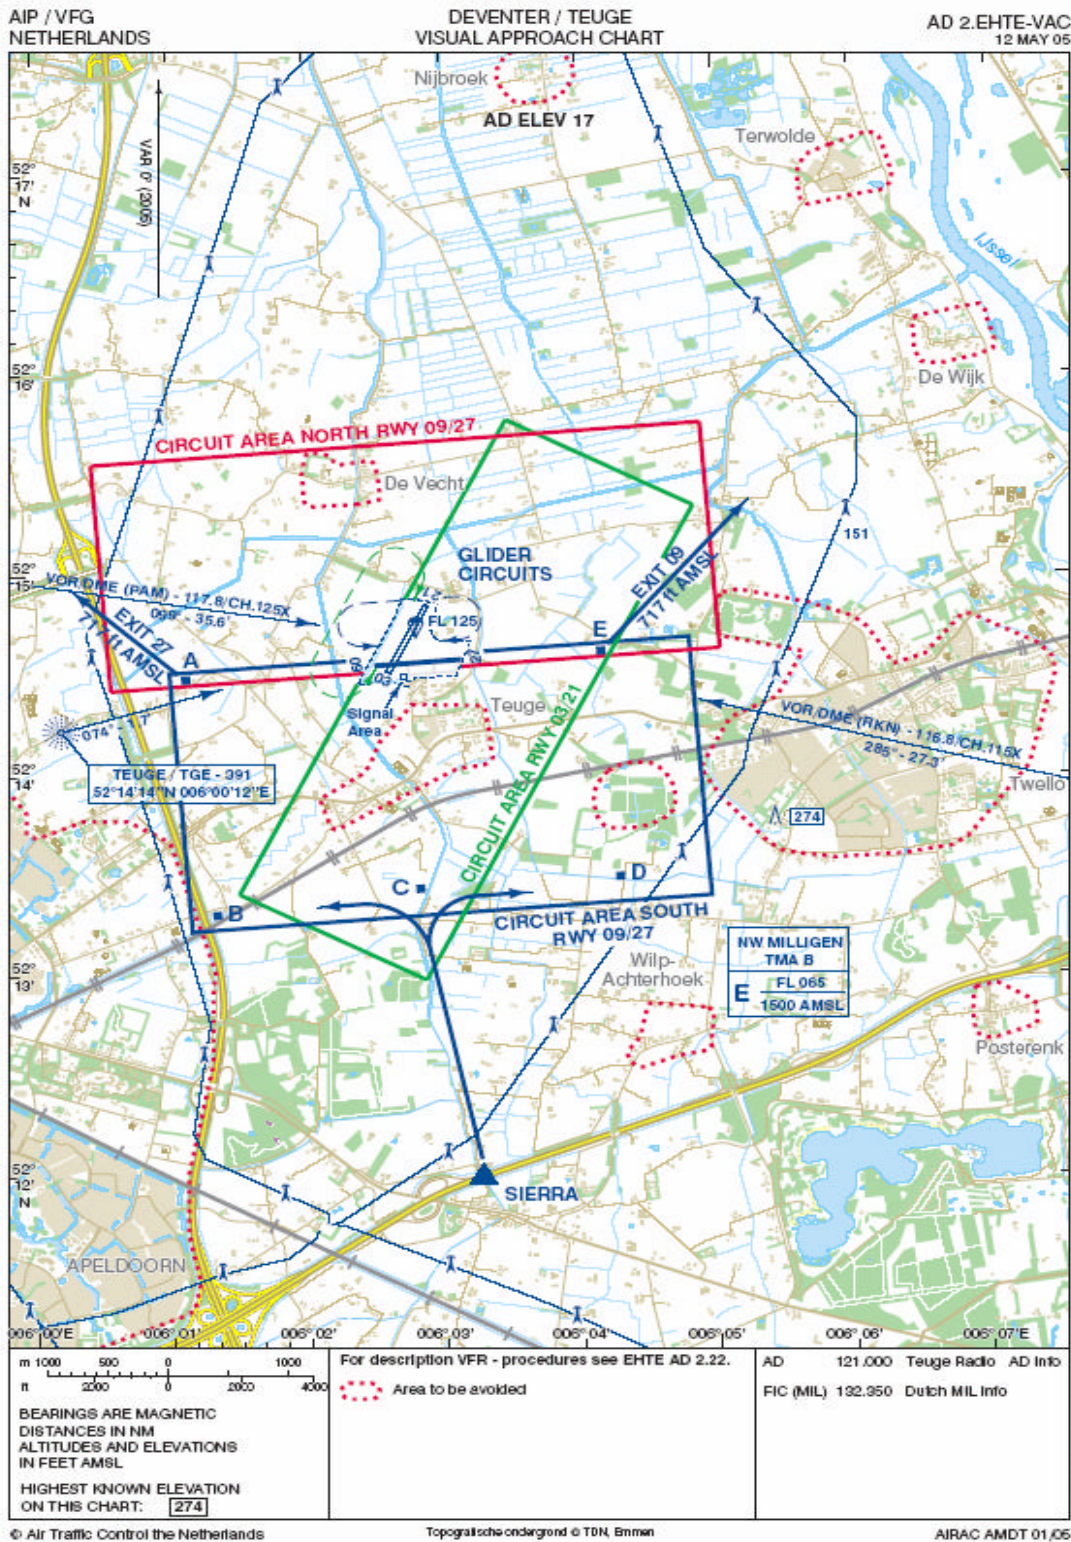 AIP / VFG
NETHERLANDS
DEVENTER / TEUGE
VISUAL APPROACH CHART
AD 2.EHTE-VAC
12 MAY 05
Nijbroek
AD ELEV 17
Terwolde
VAR 0° (2005)
52°
17'
N
IJssel
52°
16'
De Wijk
CIRCUIT AREA NORTH RWY 09/27
De Vecht
GLIDER
CIRCUITS
151
52°
15'
VOR/DME (PAM) - 117.8/CH.125X
099° - 35.6'
EXIT 27
717 ft AMSL
EXIT 09
717 ft AMSL
21
FL 125
E
A
09
27
03
Signal
Area
Teuge
CIRCUIT AREA RWY 03/21
074° - 1.7'
VOR/DME (RKN) - 116.8/CH.115X
285° - 27.3'
TEUGE / TGE - 391
52°14'14"N 006°00'12"E
52°
14'
Twello
274
C
D
B
CIRCUIT AREA SOUTH
RWY 09/27
NW MILLIGEN
TMA B
E
FL 065
1500 AMSL
Wilp-
Achterhoek
52°
13'
Posterenk
52°
12'
N
SIERRA
APELDOORN
006°00'E
006°01'
006°02'
006°03'
006°04'
006°05'
006°06'
006°07'E
m 1000 500 0 1000
ft 2000 0 2000 4000
BEARINGS ARE MAGNETIC
DISTANCES IN NM
ALTITUDES AND ELEVATIONS
IN FEET AMSL
HIGHEST KNOWN ELEVATION
ON THIS CHART: 274
For description VFR - procedures see EHTE AD 2.22.
Area to be avoided
AD 121.000 Teuge Radio AD Info
FIC (MIL) 132.350 Dutch MIL Info
© Air Traffic Control the Netherlands
Topografische ondergrond © TDN, Emmen
AIRAC AMDT 01/05